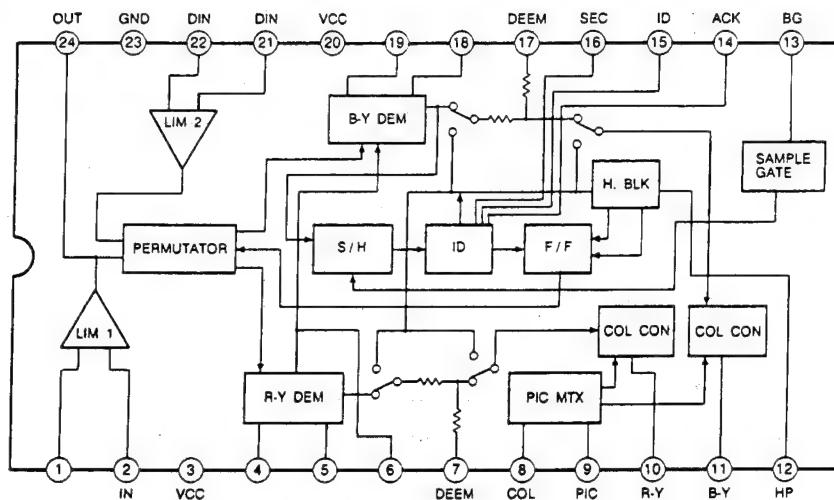 OUT GND DIN DIN VCC DEEM SEC ID ACK BG
24 23 22 21 20 19 18 17 16 15 14 13
LIM 2
B-Y DEM
SAMPLE
GATE
H. BLK
PERMUTATOR
S / H
ID
F / F
LIM 1
COL CON
COL CON
R-Y DEM
PIC MTX
1 2 3 4 5 6 7 8 9 10 11 12
IN VCC DEEM COL PIC R-Y B-Y HP